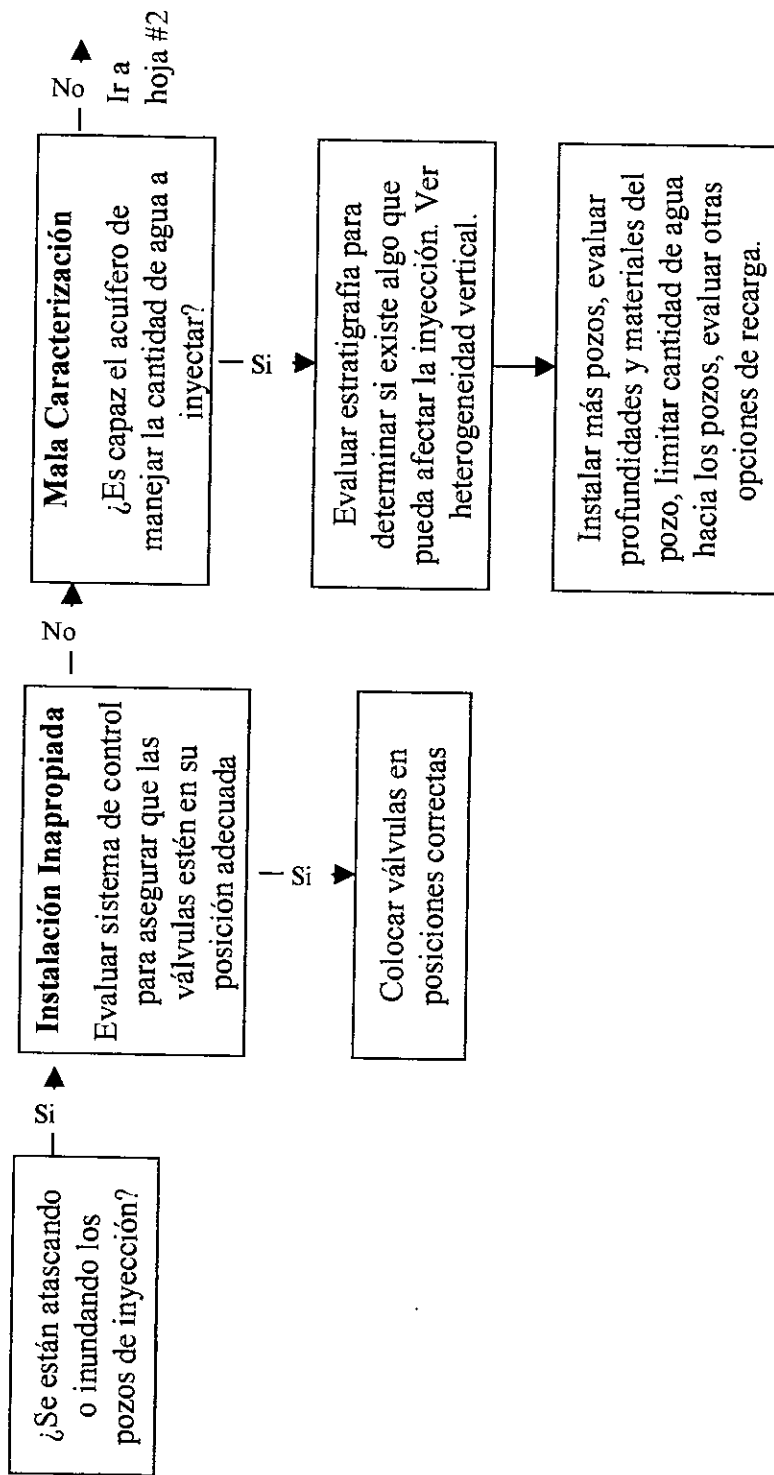 ¿Se están atascando
o inundando los
pozos de inyección?
Si
Instalación Inapropiada
Evaluar sistema de control
para asegurar que las
válvulas estén en su
posición adecuada
Si
Colocar válvulas en
posiciones correctas
No
Mala Caracterización
¿Es capaz el acuífero de
manejar la cantidad de agua a
inyectar?
No
Ir a
hoja #2
Si
Evaluar estratigrafía para
determinar si existe algo que
pueda afectar la inyección. Ver
heterogeneidad vertical.
Instalar más pozos, evaluar
profundidades y materiales del
pozo, limitar cantidad de agua
hacia los pozos, evaluar otras
opciones de recarga.